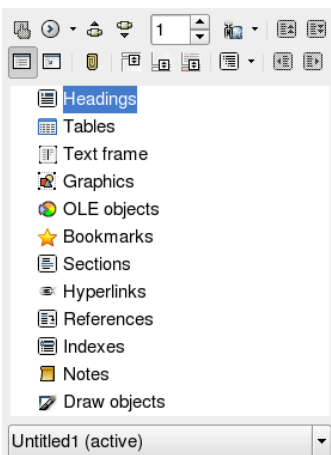 1
Headings
Tables
Text frame
Graphics
OLE objects
Bookmarks
Sections
Hyperlinks
References
Indexes
Notes
Draw objects
Untitled1 (active)